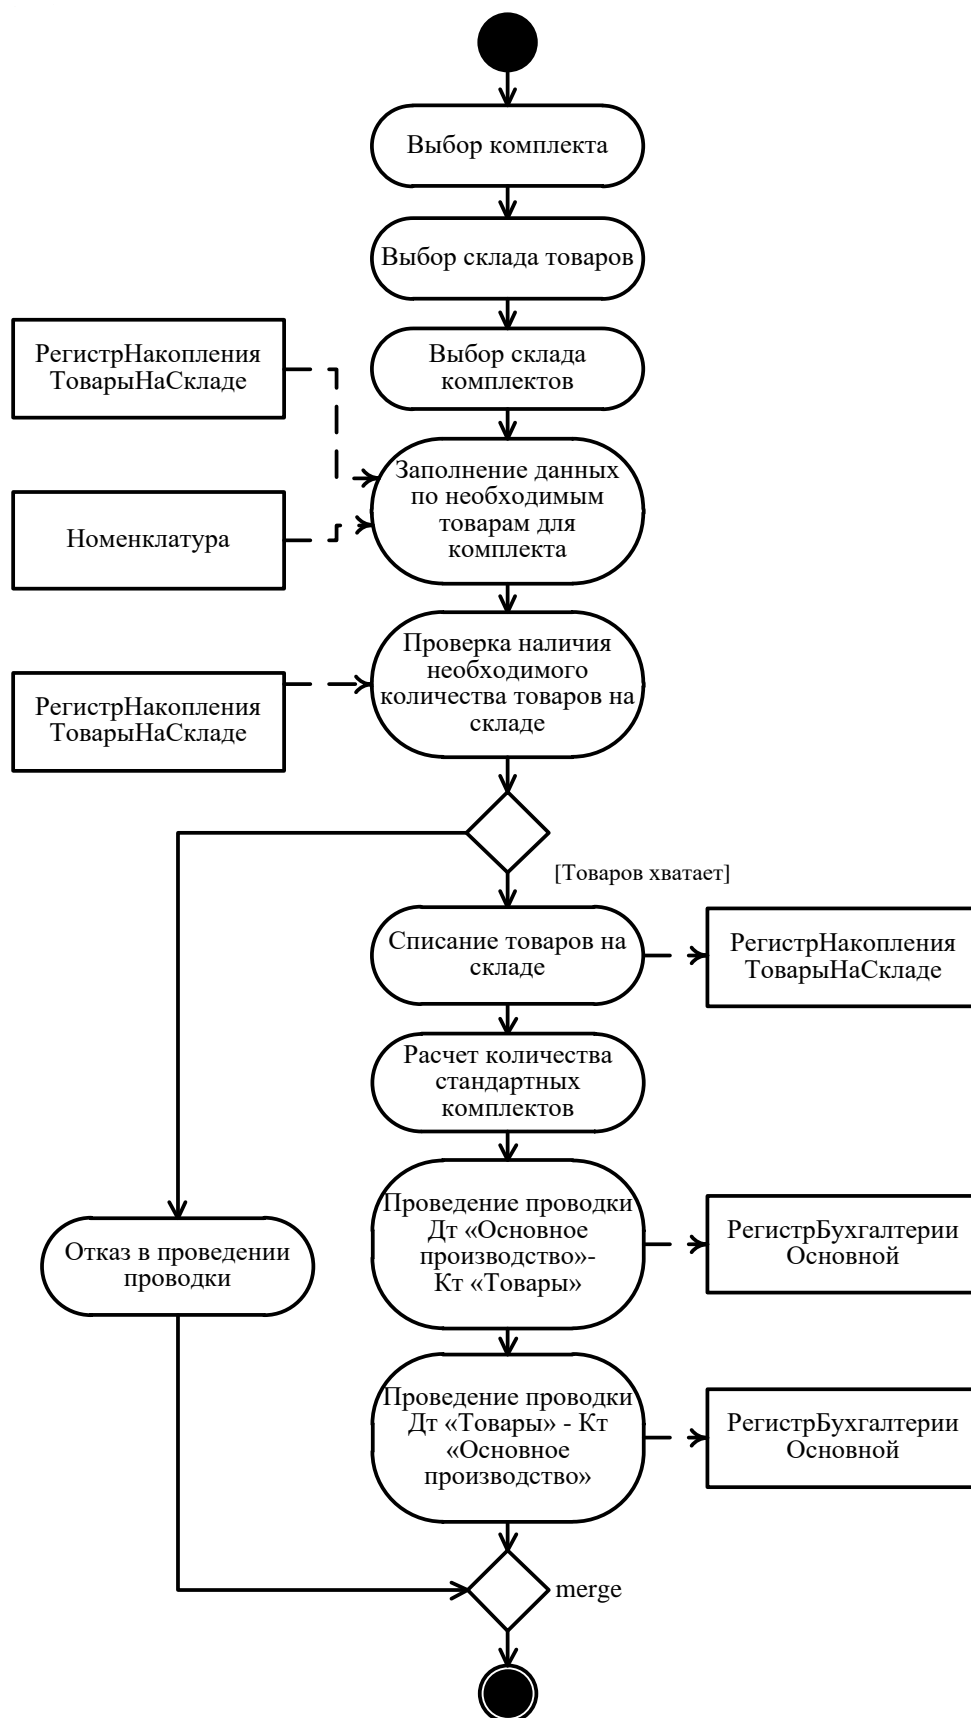 Выбор комплекта
Выбор склада товаров
РегистрНакопления
ТоварыНаСкладе
Выбор склада
комплектов
Заполнение данных
по необходимым
товарам для
комплекта
Номенклатура
Проверка наличия
необходимого
количества товаров на
складе
РегистрНакопления
ТоварыНаСкладе
[Товаров хватает]
Списание товаров на
складе
РегистрНакопления
ТоварыНаСкладе
Расчет количества
стандартных
комплектов
Проведение проводки
Дт «Основное
производство»-
Кт «Товары»
РегистрБухгалтерии
Основной
Отказ в проведении
проводки
Проведение проводки
Дт «Товары» - Кт
«Основное
производство»
РегистрБухгалтерии
Основной
merge